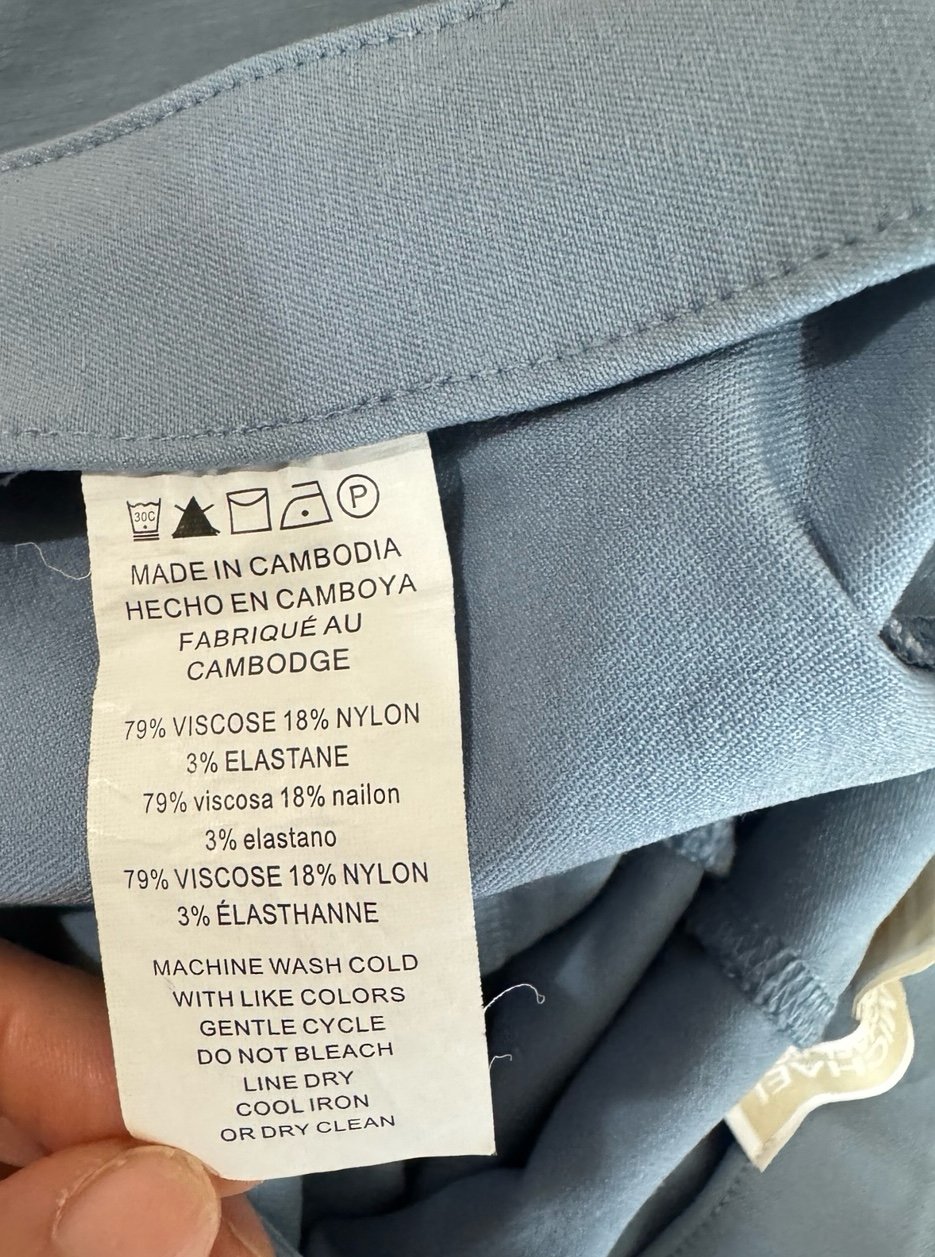 30C
P
MADE IN CAMBODIA
HECHO EN CAMBOYA
FABRIQUÉ AU
CAMBODGE
79% VISCOSE 18% NYLON
3% ELASTANE
79% viscosa 18% nailon
3% elastano
79% VISCOSE 18% NYLON
3% ÉLASTHANNE
MACHINE WASH COLD
WITH LIKE COLORS
GENTLE CYCLE
DO NOT BLEACH
LINE DRY
COOL IRON
OR DRY CLEAN
MICHAEL